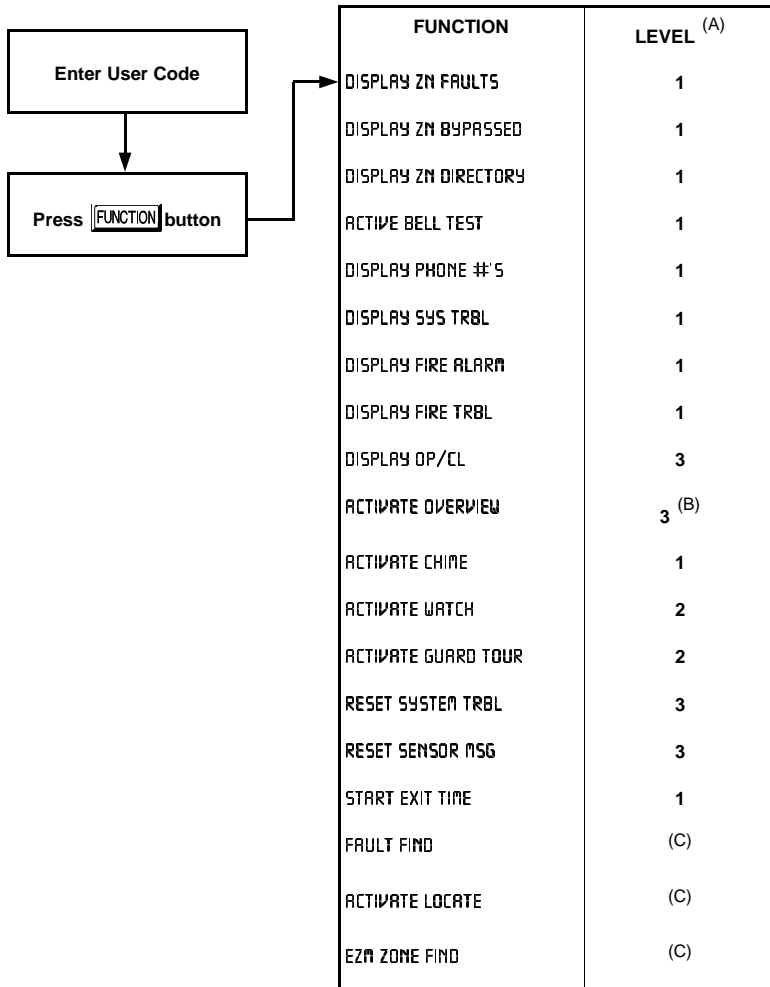 Enter User Code
Press FUNCTION button
FUNCTION LEVEL (A)
DISPLAY ZN FAULTS 1
DISPLAY ZN BYPASSED 1
DISPLAY ZN DIRECTORY 1
ACTIVE BELL TEST 1
DISPLAY PHONE #'S 1
DISPLAY SYS TRBL 1
DISPLAY FIRE ALARM 1
DISPLAY FIRE TRBL 1
DISPLAY OP/CL 3
ACTIVATE OVERVIEW 3 (B)
ACTIVATE CHIME 1
ACTIVATE WATCH 2
ACTIVATE GUARD TOUR 2
RESET SYSTEM TRBL 3
RESET SENSOR MSG 3
START EXIT TIME 1
FAULT FIND (C)
ACTIVATE LOCATE (C)
EZM ZONE FIND (C)